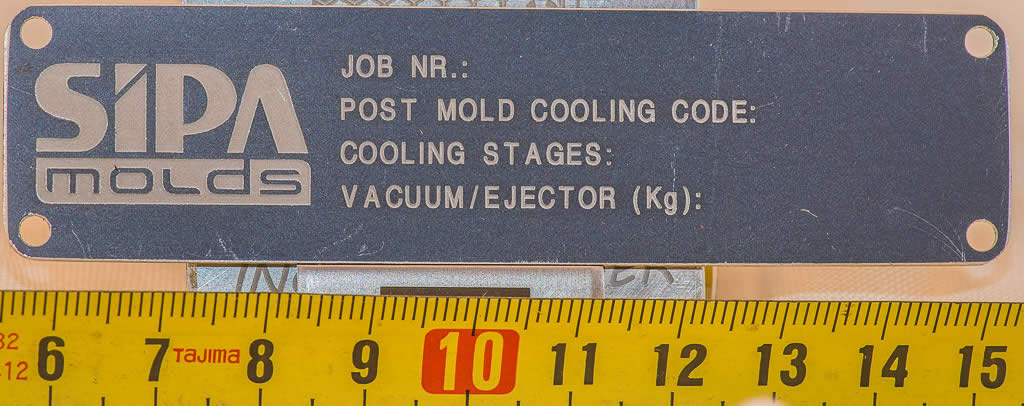 SIPA
molds
JOB NR.:
POST MOLD COOLING CODE:
COOLING STAGES:
VACUUM/EJECTOR (Kg):
6 7 TAJIMA 8 9 10 11 12 13 14 15